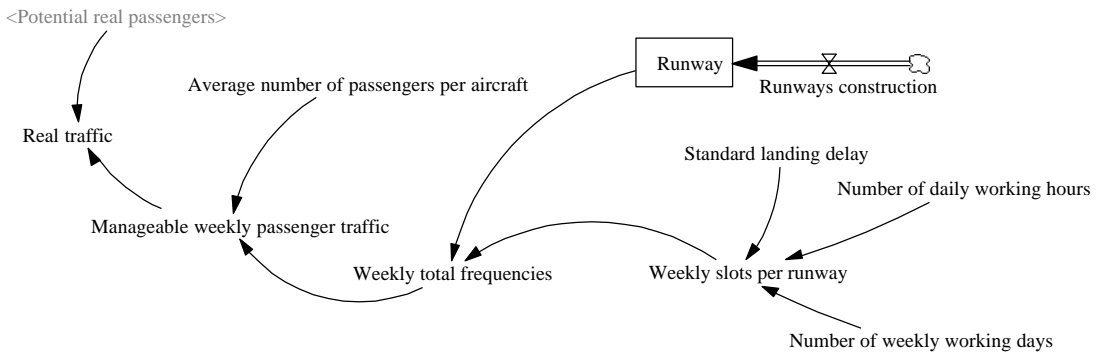 <Potential real passengers>
Runway
Average number of passengers per aircraft
Runways construction
Real traffic
Standard landing delay
Number of daily working hours
Manageable weekly passenger traffic
Weekly total frequencies
Weekly slots per runway
Number of weekly working days